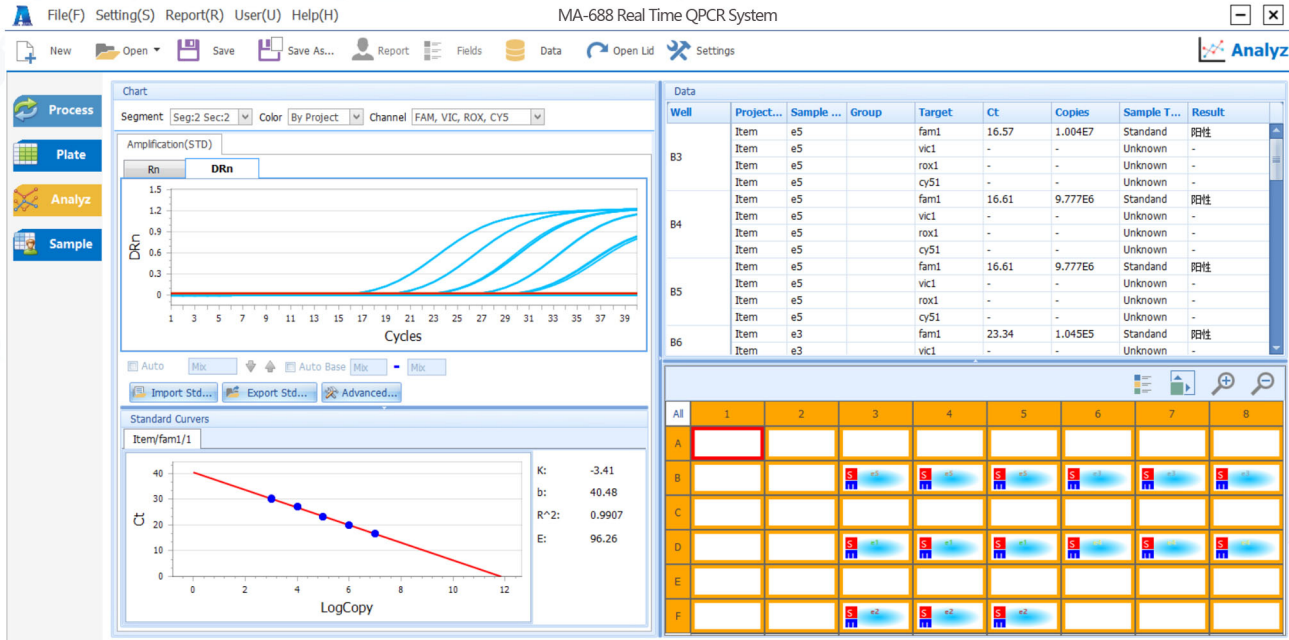 File(F) Setting(S) Report(R) User(U) Help(H)
MA-688 Real Time QPCR System
New Open Save Save As... Report Fields Data Open Lid Settings Analyz
Process
Plate
Analyz
Sample
Chart
Segment Seg:2 Sec:2 Color By Project Channel FAM, VIC, ROX, CY5
Amplification(STD)
Rn DRn
DRn
1.5
1.2
0.9
0.6
0.3
0
1 3 5 7 9 11 13 15 17 19 21 23 25 27 29 31 33 35 37 39
Cycles
Auto Mix Auto Base Mix - Mix
Import Std... Export Std... Advanced...
Standard Curvers
Item/fam1/1
Ct
40
30
20
10
0
0 2 4 6 8 10 12
LogCopy
K: -3.41
b: 40.48
R^2: 0.9907
E: 96.26
Data
Well Project... Sample ... Group Target Ct Copies Sample T... Result
B3
Item e5 fam1 16.57 1.004E7 Standard 阳性
Item e5 vic1 - - Unknown -
Item e5 rox1 - - Unknown -
Item e5 cy51 - - Unknown -
B4
Item e5 fam1 16.61 9.777E6 Standard 阳性
Item e5 vic1 - - Unknown -
Item e5 rox1 - - Unknown -
Item e5 cy51 - - Unknown -
B5
Item e5 fam1 16.61 9.777E6 Standard 阳性
Item e5 vic1 - - Unknown -
Item e5 rox1 - - Unknown -
Item e5 cy51 - - Unknown -
B6
Item e3 fam1 23.34 1.045E5 Standard 阳性
Item e3 vic1 - - Unknown -
All 1 2 3 4 5 6 7 8
A
B
S S S S S S
C
D
S e1 S e1 S e1 S S S
E
F
S e2 S e2 S e2